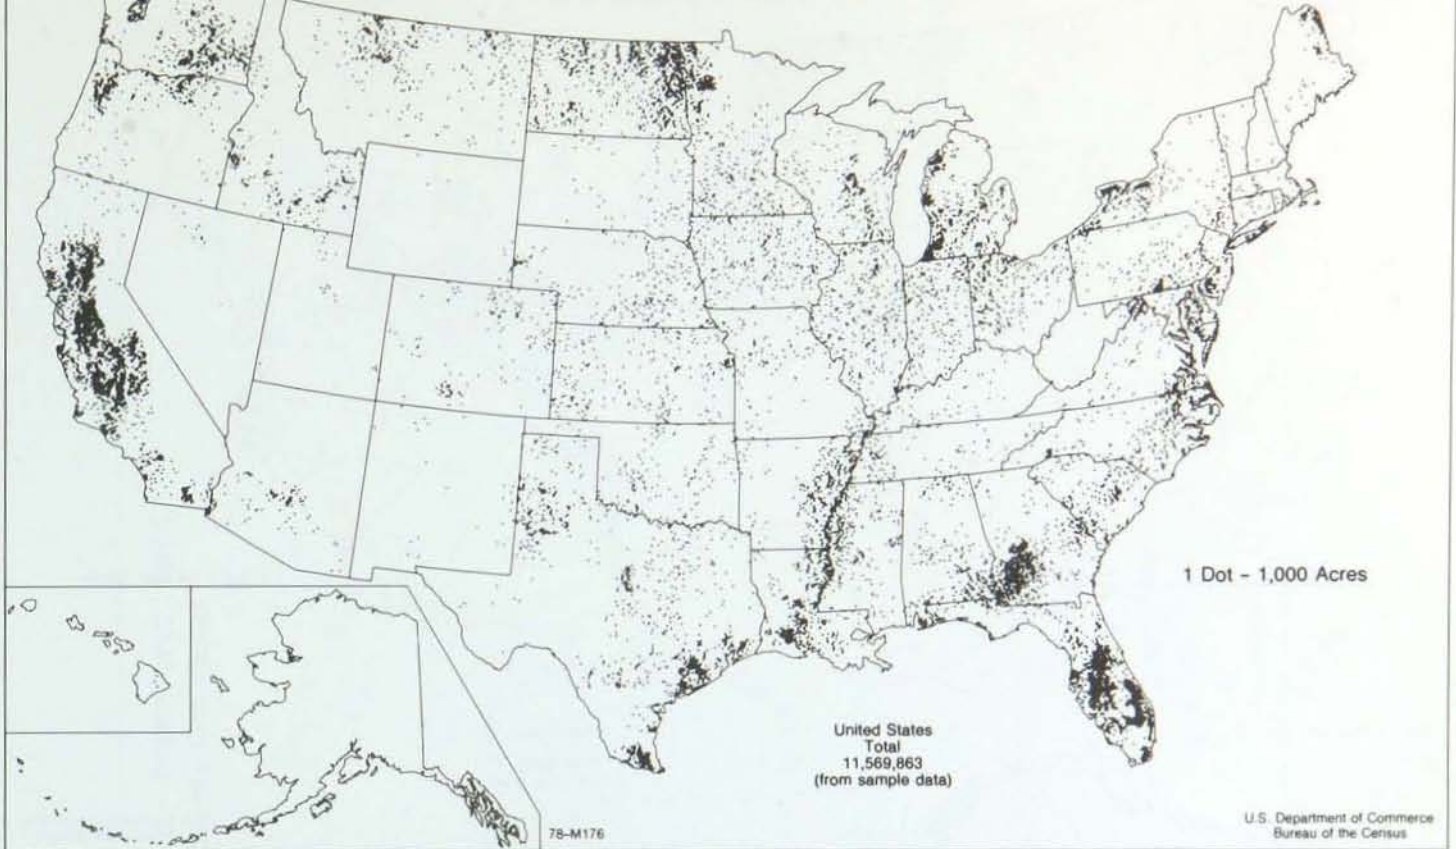 1 Dot – 1,000 Acres
United States
Total
11,569,863
(from sample data)
78-M176
U.S. Department of Commerce
Bureau of the Census